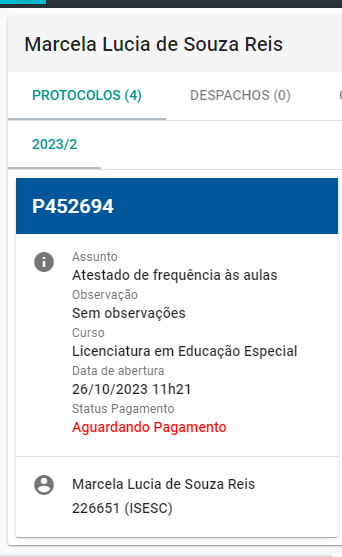 Marcela Lucia de Souza Reis
PROTOCOLOS (4) DESPACHOS (0)
2023/2
P452694
Assunto
Atestado de frequência às aulas
Observação
Sem observações
Curso
Licenciatura em Educação Especial
Data de abertura
26/10/2023 11h21
Status Pagamento
Aguardando Pagamento
Marcela Lucia de Souza Reis
226651 (ISESC)